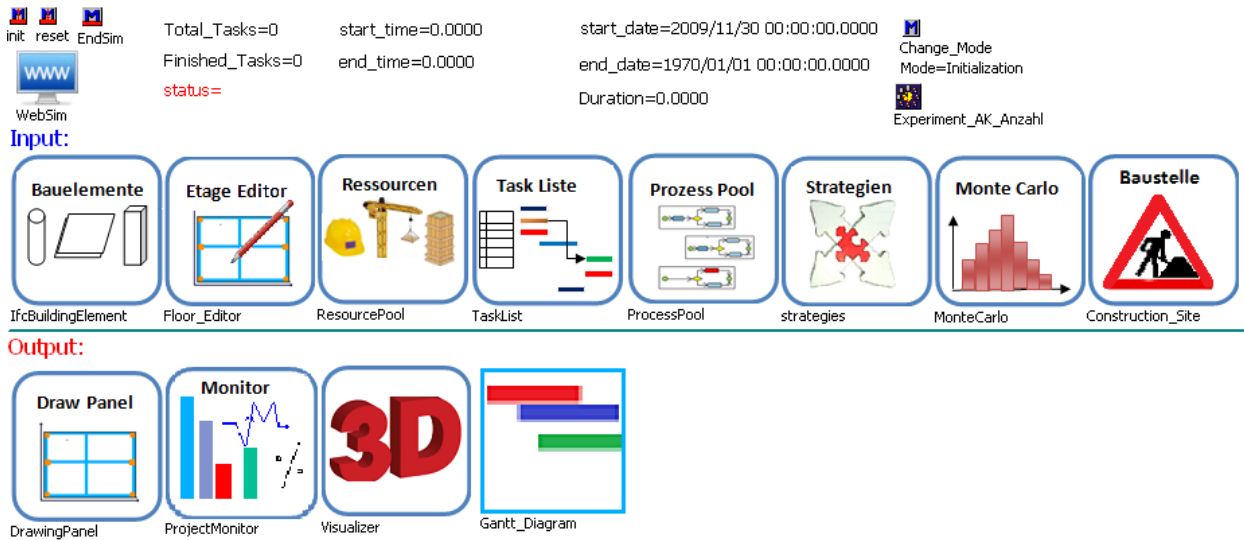 init reset EndSim
Total_Tasks=0 start_time=0.0000 start_date=2009/11/30 00:00:00.0000
Change_Mode
Finished_Tasks=0 end_time=0.0000 end_date=1970/01/01 00:00:00.0000
Mode=Initialization
www
status= Duration=0.0000
WebSim
Experiment_AK_Anzahl
Input:
Bauelemente Etage Editor Ressourcen Task Liste Prozess Pool Strategien Monte Carlo Baustelle
IfcBuildingElement Floor_Editor ResourcePool TaskList ProcessPool strategies MonteCarlo Construction_Site
Output:
Draw Panel Monitor
%
3D
DrawingPanel ProjectMonitor Visualizer Gantt_Diagram